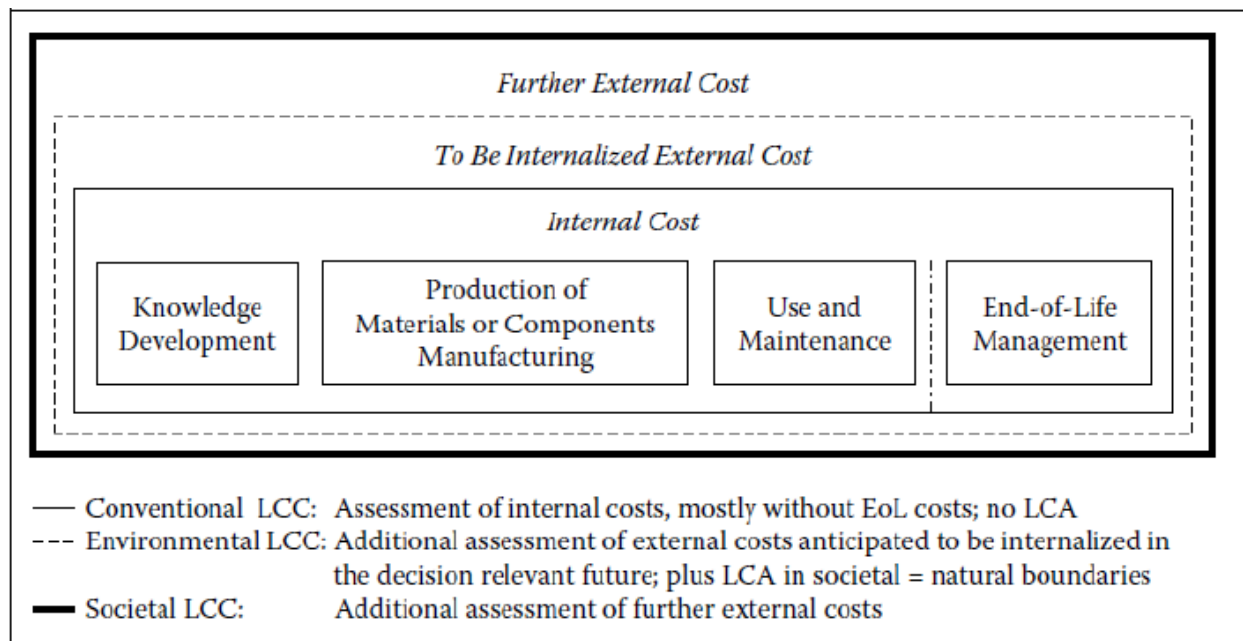 Further External Cost
To Be Internalized External Cost
Internal Cost
Knowledge
Development
Production of
Materials or Components
Manufacturing
Use and
Maintenance
End-of-Life
Management
Conventional LCC: Assessment of internal costs, mostly without EoL costs; no LCA
Environmental LCC: Additional assessment of external costs anticipated to be internalized in
the decision relevant future; plus LCA in societal = natural boundaries
Societal LCC: Additional assessment of further external costs